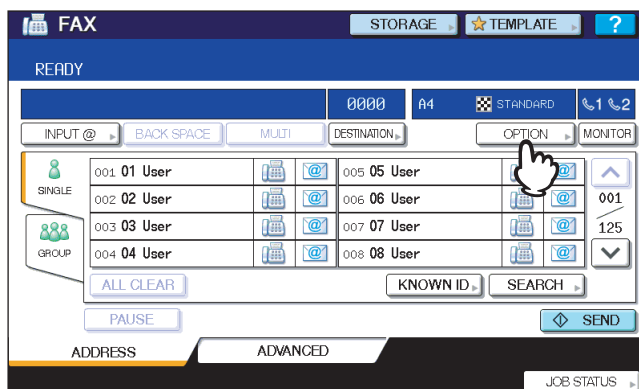 FAX STORAGE TEMPLATE ?
READY
0000 A4 STANDARD 1 2
INPUT @ BACK SPACE MULTI DESTINATION OPTION MONITOR
SINGLE
001 01 User @ 005 05 User @
002 02 User @ 006 06 User @
001
003 03 User @ 007 07 User @
125
GROUP
004 04 User @ 008 08 User @
ALL CLEAR KNOWN ID SEARCH
PAUSE SEND
ADDRESS ADVANCED
JOB STATUS